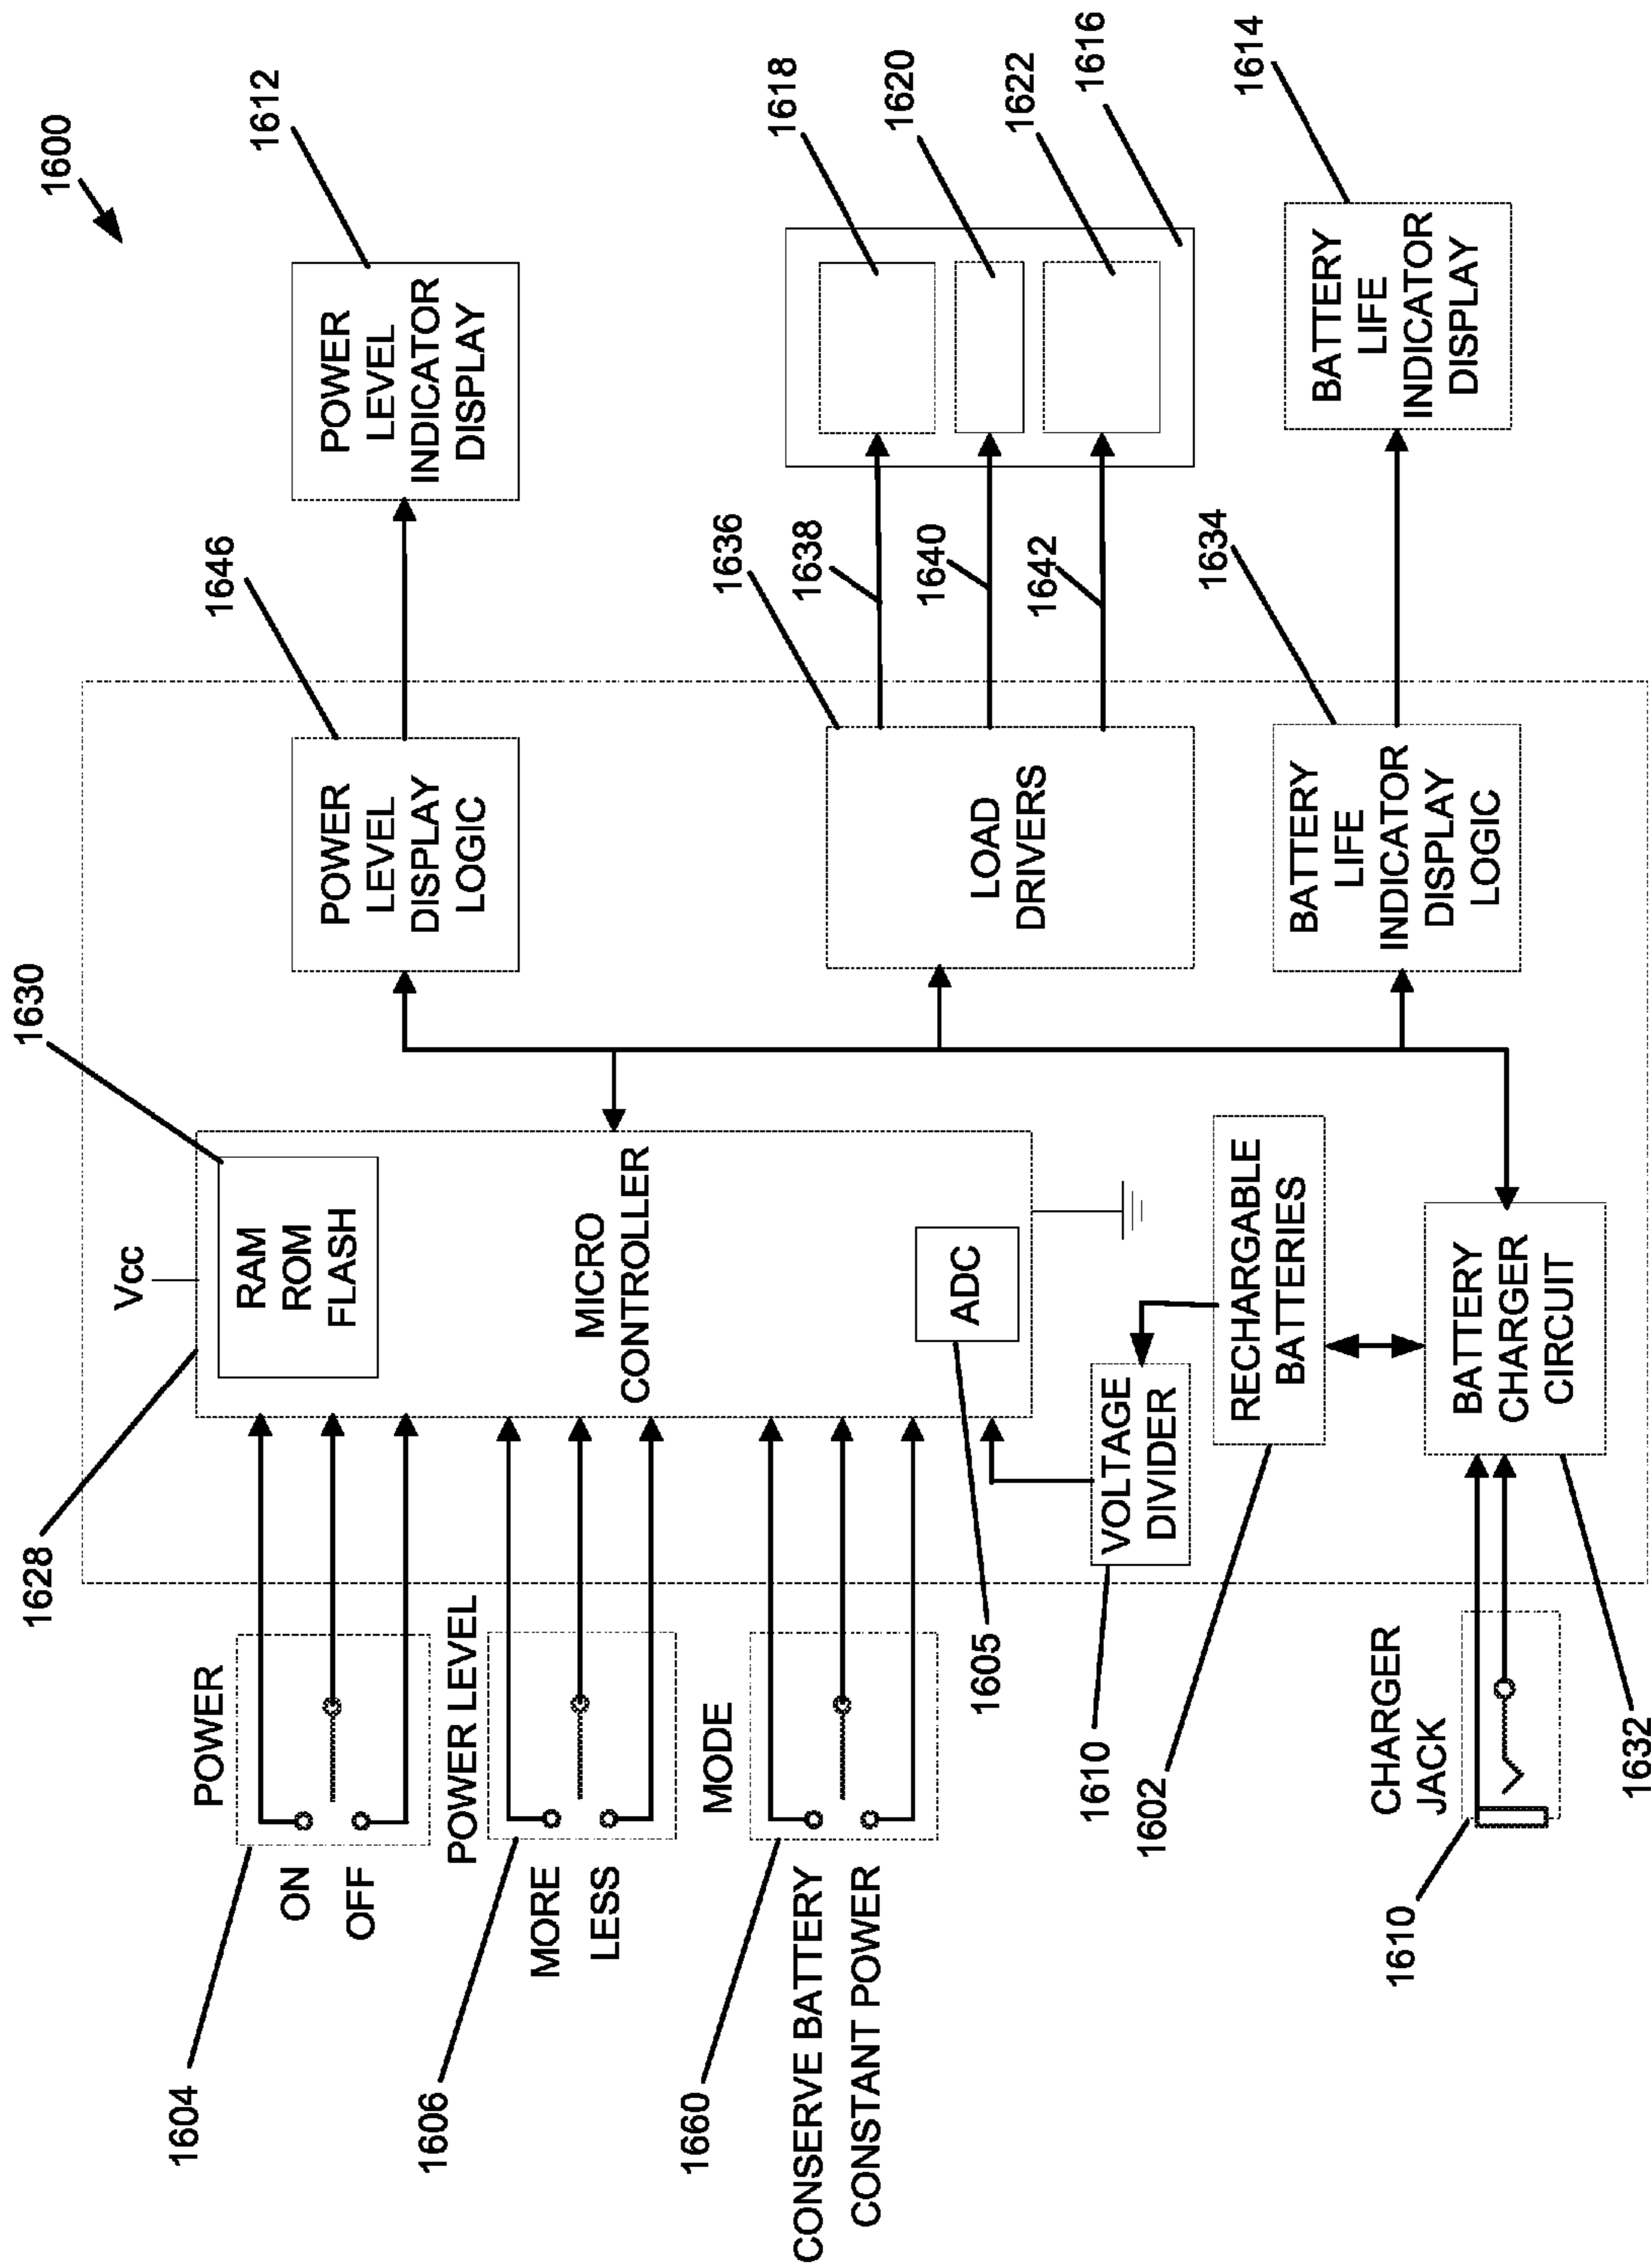 1600
1612
POWER
LEVEL
INDICATOR
DISPLAY
1618
1620
1622
1616
1614
BATTERY
LIFE
INDICATOR
DISPLAY
1646
POWER
LEVEL
DISPLAY
LOGIC
1636
1638
1640
1642
LOAD
DRIVERS
1634
BATTERY
LIFE
INDICATOR
DISPLAY
LOGIC
1630
Vcc
RAM
ROM
FLASH
MICRO
CONTROLLER
ADC
1628
1605
VOLTAGE
DIVIDER
1610
RECHARGABLE
BATTERIES
1602
BATTERY
CHARGER
CIRCUIT
1632
POWER
ON
OFF
1604
POWER LEVEL
MORE
LESS
1606
MODE
CONSERVE BATTERY
CONSTANT POWER
1660
CHARGER
JACK
1610